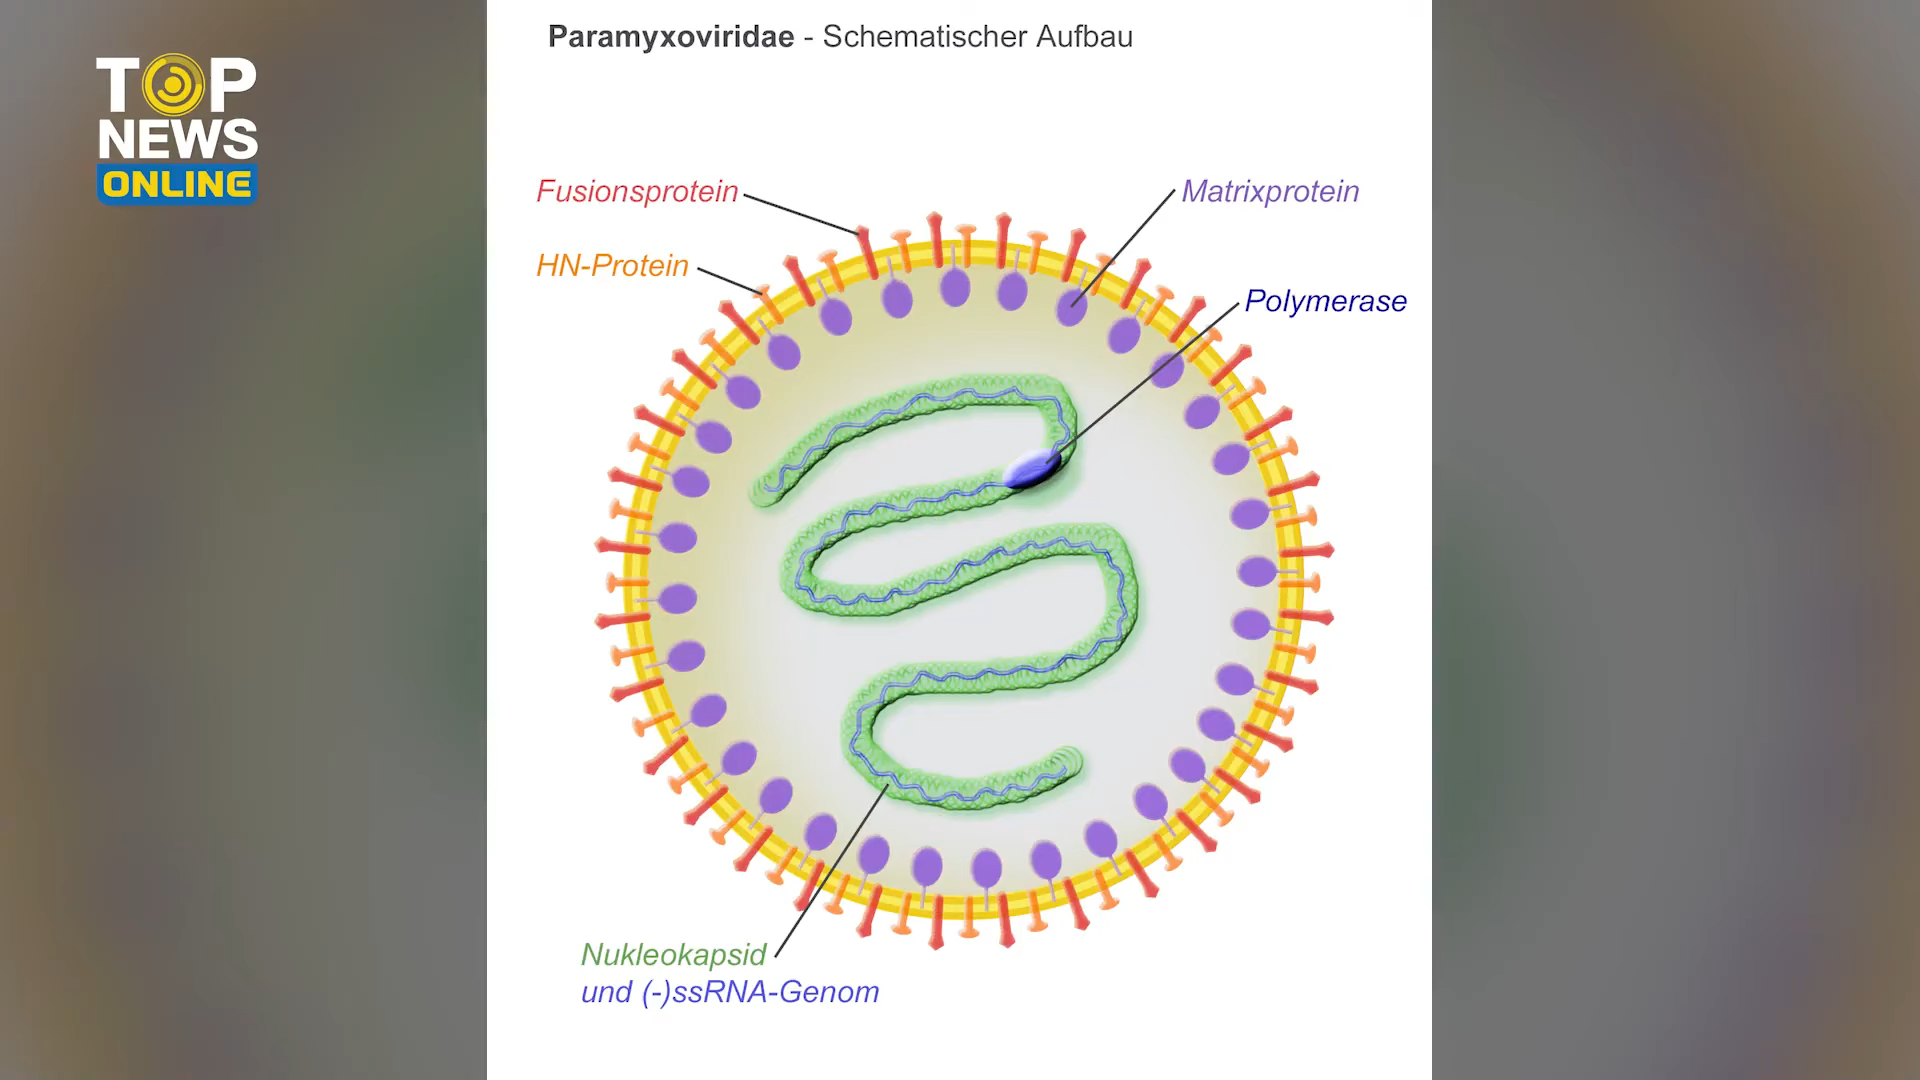 TOP
NEWS
ONLINE
Paramyxoviridae - Schematischer Aufbau
Fusionsprotein
Matrixprotein
HN-Protein
Polymerase
Nukleokapsid
und (-)ssRNA-Genom